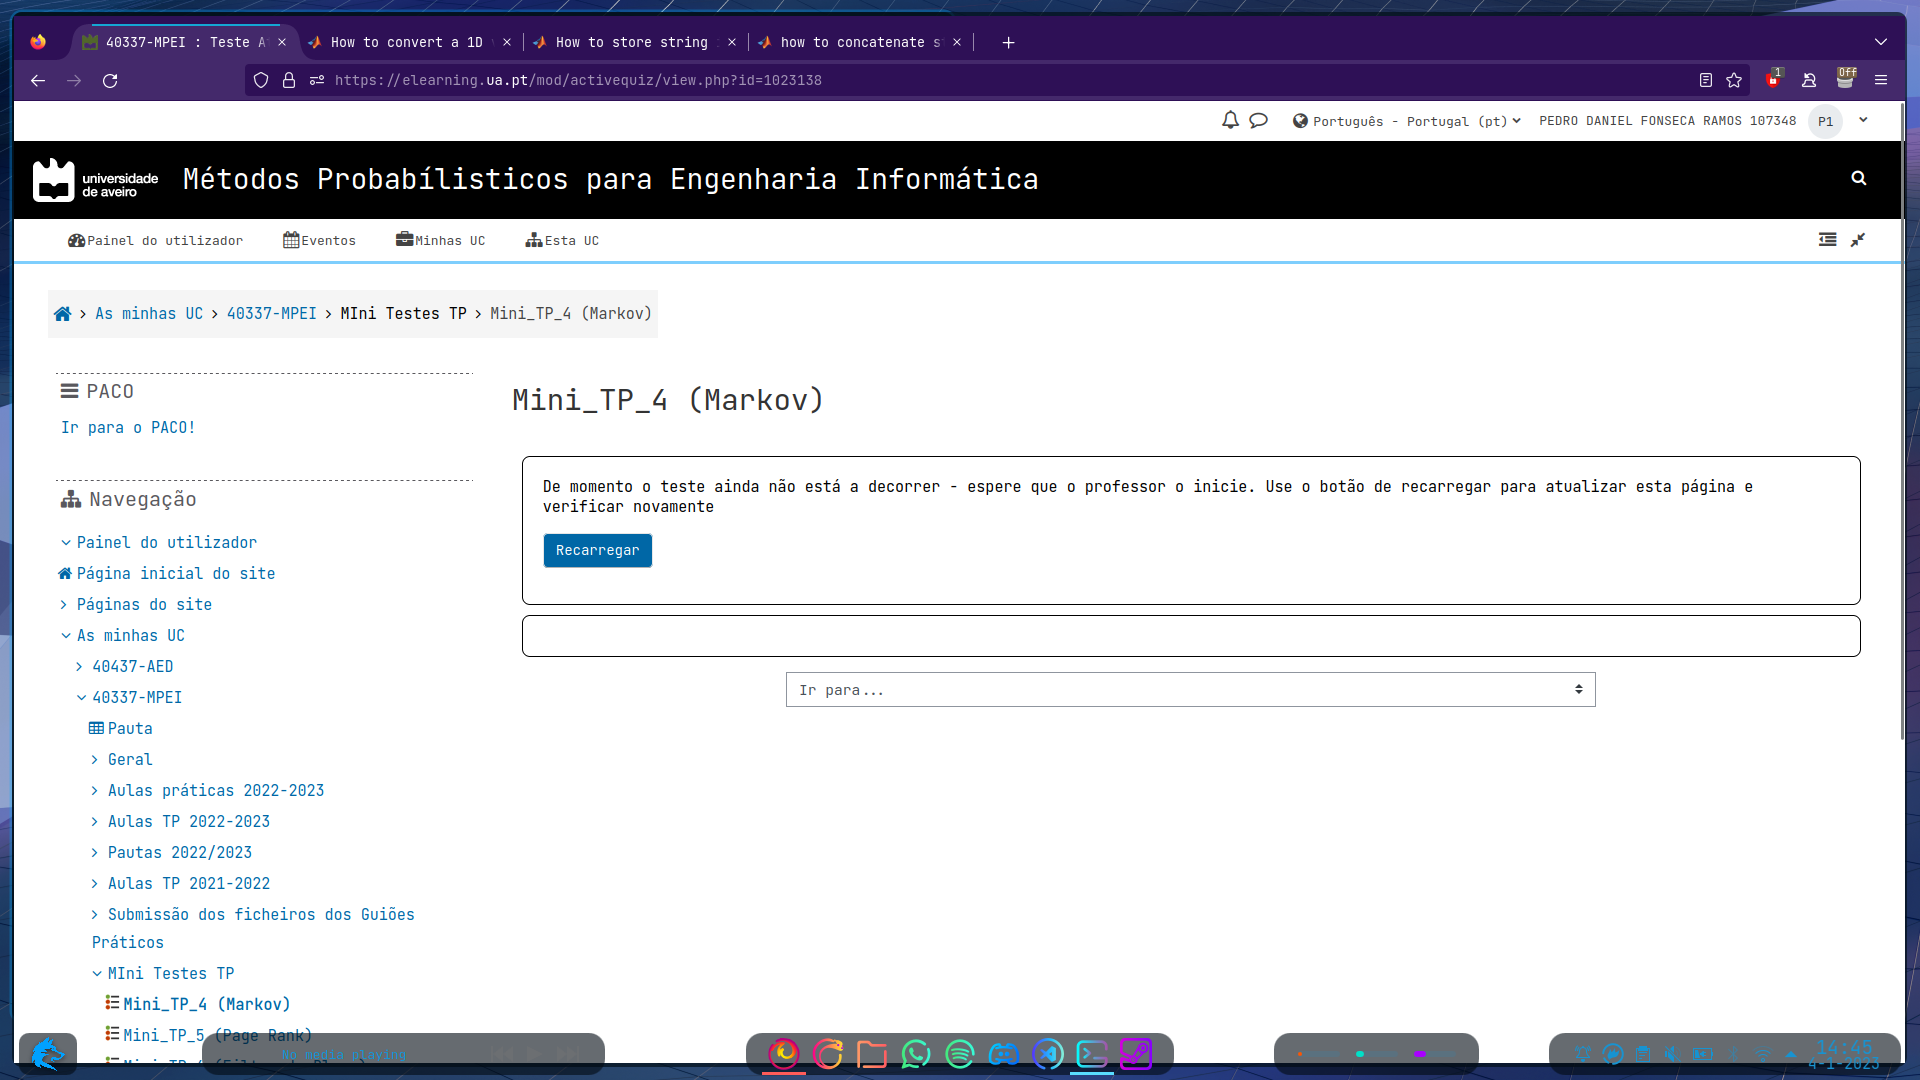 40337-MPEI : Teste A
How to convert a 1D
How to store string
how to concatenate s
https://elearning.ua.pt/mod/activequiz/view.php?id=1023138
1
Off
Português - Portugal (pt)
PEDRO DANIEL FONSECA RAMOS 107348
P1
universidade
de aveiro
Métodos Probabílisticos para Engenharia Informática
Painel do utilizador
Eventos
Minhas UC
Esta UC
As minhas UC
40337-MPEI
MIni Testes TP
Mini_TP_4 (Markov)
PACO
Ir para o PACO!
Navegação
Painel do utilizador
Página inicial do site
Páginas do site
As minhas UC
40437-AED
40337-MPEI
Pauta
Geral
Aulas práticas 2022-2023
Aulas TP 2022-2023
Pautas 2022/2023
Aulas TP 2021-2022
Submissão dos ficheiros dos Guiões
Práticos
MIni Testes TP
Mini_TP_4 (Markov)
Mini_TP_5 (Page Rank)
Mini_TP_4 (Markov)
De momento o teste ainda não está a decorrer - espere que o professor o inicie. Use o botão de recarregar para atualizar esta página e
verificar novamente
Recarregar
Ir para...
No media playing
14:45
4-1-2023